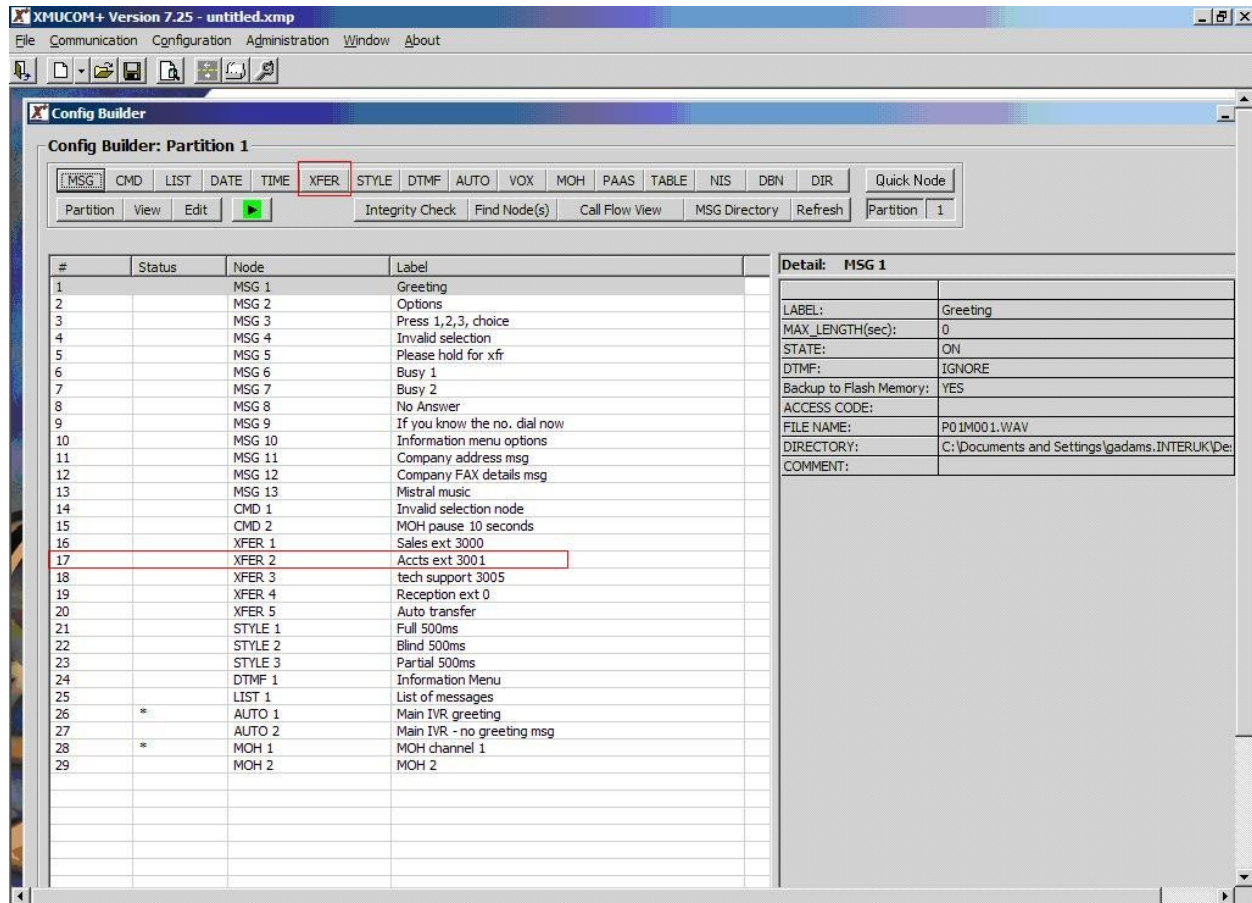 XMUCOM+ Version 7.25 - untitled.xmp
File Communication Configuration Administration Window About
Config Builder
Config Builder: Partition 1
MSG CMD LIST DATE TIME XFER STYLE DTMF AUTO VOX MOH PAAS TABLE NIS DBN DIR Quick Node
Partition View Edit Integrity Check Find Node(s) Call Flow View MSG Directory Refresh Partition 1
# Status Node Label
1 MSG 1 Greeting
2 MSG 2 Options
3 MSG 3 Press 1,2,3, choice
4 MSG 4 Invalid selection
5 MSG 5 Please hold for xfr
6 MSG 6 Busy 1
7 MSG 7 Busy 2
8 MSG 8 No Answer
9 MSG 9 If you know the no. dial now
10 MSG 10 Information menu options
11 MSG 11 Company address msg
12 MSG 12 Company FAX details msg
13 MSG 13 Mistral music
14 CMD 1 Invalid selection node
15 CMD 2 MOH pause 10 seconds
16 XFER 1 Sales ext 3000
17 XFER 2 Accts ext 3001
18 XFER 3 tech support 3005
19 XFER 4 Reception ext 0
20 XFER 5 Auto transfer
21 STYLE 1 Full 500ms
22 STYLE 2 Blind 500ms
23 STYLE 3 Partial 500ms
24 DTMF 1 Information Menu
25 LIST 1 List of messages
26 * AUTO 1 Main IVR greeting
27 AUTO 2 Main IVR - no greeting msg
28 * MOH 1 MOH channel 1
29 MOH 2 MOH 2
Detail: MSG 1
LABEL: Greeting
MAX_LENGTH(sec): 0
STATE: ON
DTMF: IGNORE
Backup to Flash Memory: YES
ACCESS CODE:
FILE NAME: P01M001.WAV
DIRECTORY: C:\Documents and Settings\gadams.INTERUK\De
COMMENT: